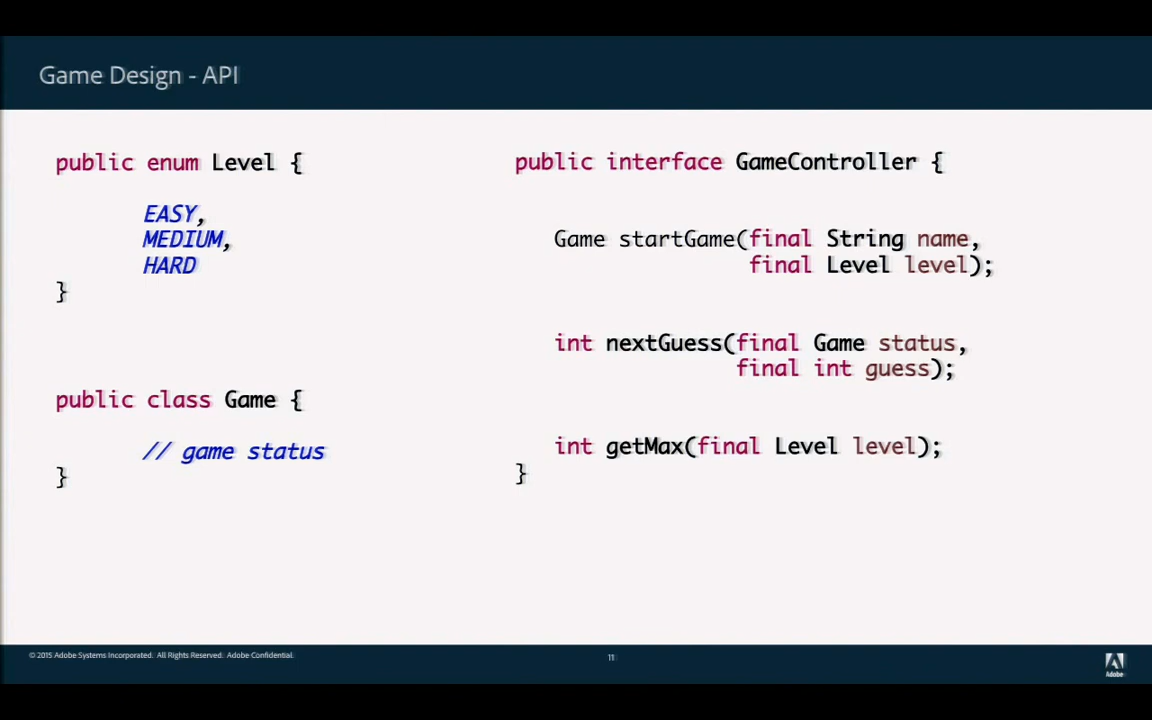 Game Design - API
public enum Level {
EASY,
MEDIUM,
HARD
}
public class Game {
// game status
}
public interface GameController {
Game startGame(final String name,
final Level level);
int nextGuess(final Game status,
final int guess);
int getMax(final Level level);
}
© 2015 Adobe Systems Incorporated. All Rights Reserved. Adobe Confidential.
11
Adobe